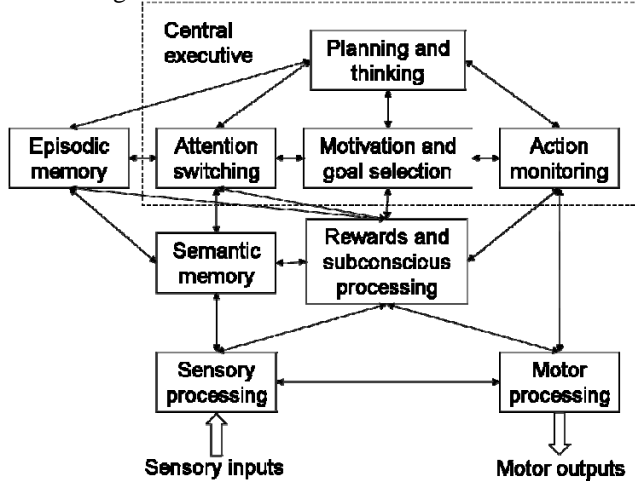 Central
executive
Planning and
thinking
Episodic
memory
Attention
switching
Motivation and
goal selection
Action
monitoring
Semantic
memory
Rewards and
subconscious
processing
Sensory
processing
Motor
processing
Sensory inputs
Motor outputs